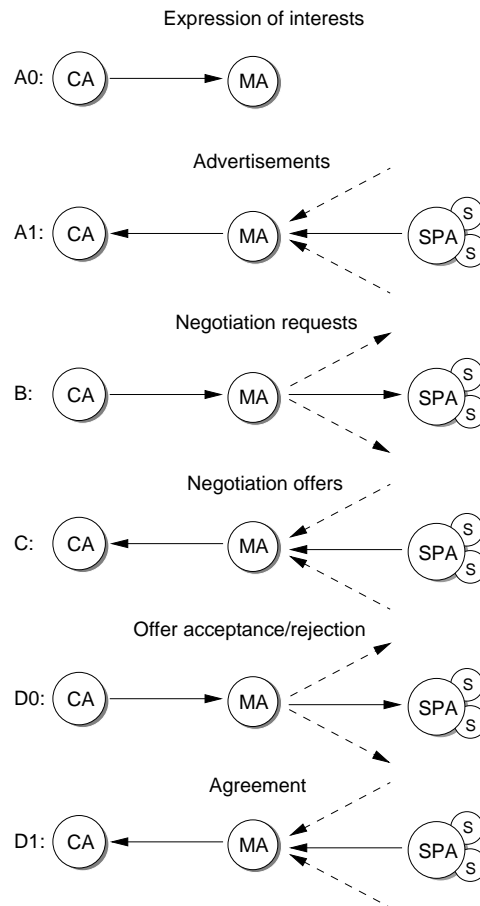 Expression of interests
A0: CA MA
Advertisements
A1: CA MA SPA S S
Negotiation requests
B: CA MA SPA S S
Negotiation offers
C: CA MA SPA S S
Offer acceptance/rejection
D0: CA MA SPA S S
Agreement
D1: CA MA SPA S S